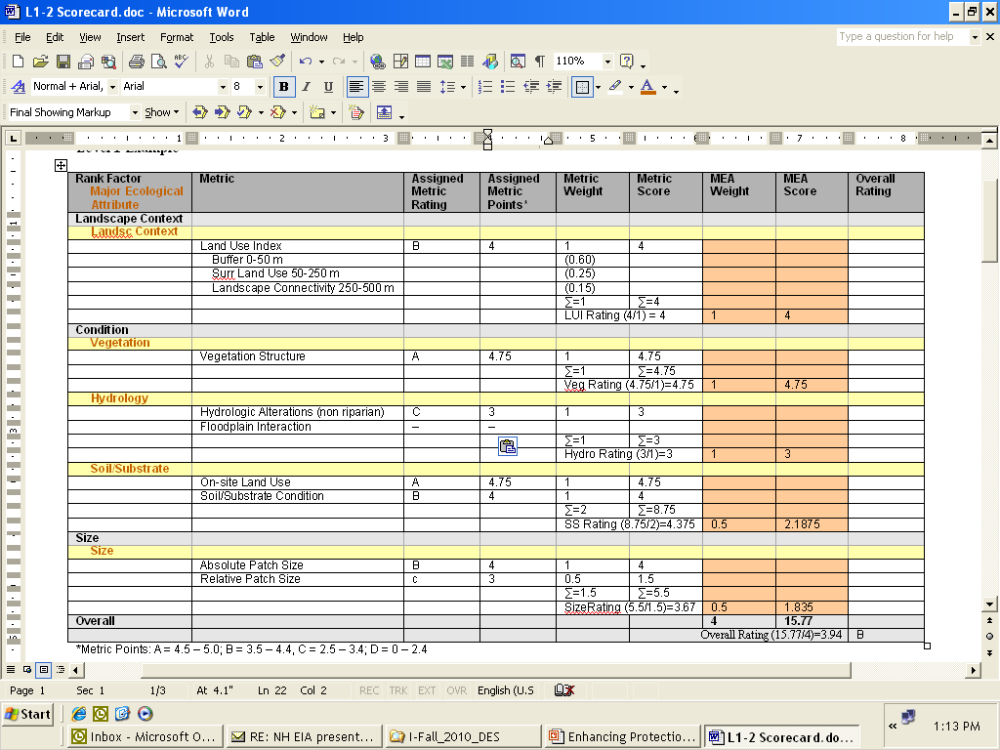 L1-2 Scorecard.doc - Microsoft Word
File Edit View Insert Format Tools Table Window Help Type a question for help
110%
Normal + Arial, Arial 8 B I U
Final Showing Markup Show
1 2 3 5 6 7 8
Level 1 Example
Rank Factor Metric Assigned Assigned Metric Metric MEA MEA Overall
Major Ecological Metric Metric Weight Score Weight Score Rating
Attribute Rating Points*
Landscape Context
Landsc Context
Land Use Index B 4 1 4
Buffer 0-50 m (0.60)
Surr Land Use 50-250 m (0.25)
Landscape Connectivity 250-500 m (0.15)
∑=1 ∑=4
LUI Rating (4/1) = 4 1 4
Condition
Vegetation
Vegetation Structure A 4.75 1 4.75
∑=1 ∑=4.75
Veg Rating (4.75/1)=4.75 1 4.75
Hydrology
Hydrologic Alterations (non riparian) C 3 1 3
Floodplain Interaction – –
∑=1 ∑=3
Hydro Rating (3/1)=3 1 3
Soil/Substrate
On-site Land Use A 4.75 1 4.75
Soil/Substrate Condition B 4 1 4
∑=2 ∑=8.75
SS Rating (8.75/2)=4.375 0.5 2.1875
Size
Size
Absolute Patch Size B 4 1 4
Relative Patch Size c 3 0.5 1.5
∑=1.5 ∑=5.5
SizeRating (5.5/1.5)=3.67 0.5 1.835
Overall 4 15.77
Overall Rating (15.77/4)=3.94 B
*Metric Points: A = 4.5 – 5.0; B = 3.5 – 4.4, C = 2.5 – 3.4; D = 0 – 2.4
Page 1 Sec 1 1/3 At 4.1" Ln 22 Col 2 REC TRK EXT OVR English (U.S
Start « 1:13 PM
Inbox - Microsoft O... RE: NH EIA present... I-Fall_2010_DES Enhancing Protectio... L1-2 Scorecard.do...